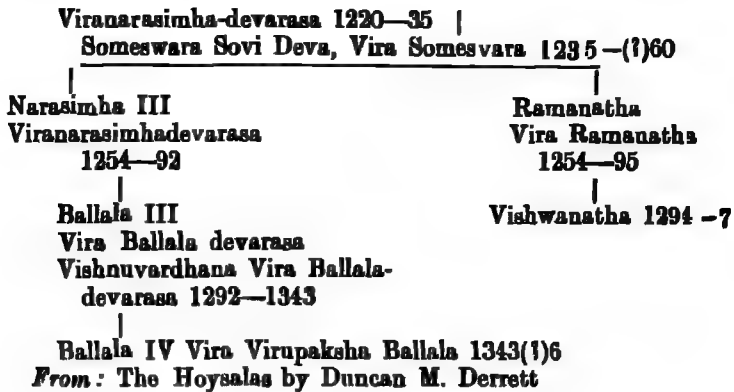 Viranarasimha-devarasa 1220—35
Someswara Sovi Deva, Vira Somesvara 1235–(?)60
Narasimha III
Viranarasimhadevarasa
1254—92
Ramanatha
Vira Ramanatha
1254—95
Ballala III
Vira Ballala devarasa
Vishnuvardhana Vira Ballala-
devarasa 1292—1343
Vishwanatha 1294–7
Ballala IV Vira Virupaksha Ballala 1343(?)6
From: The Hoysalas by Duncan M. Derrett